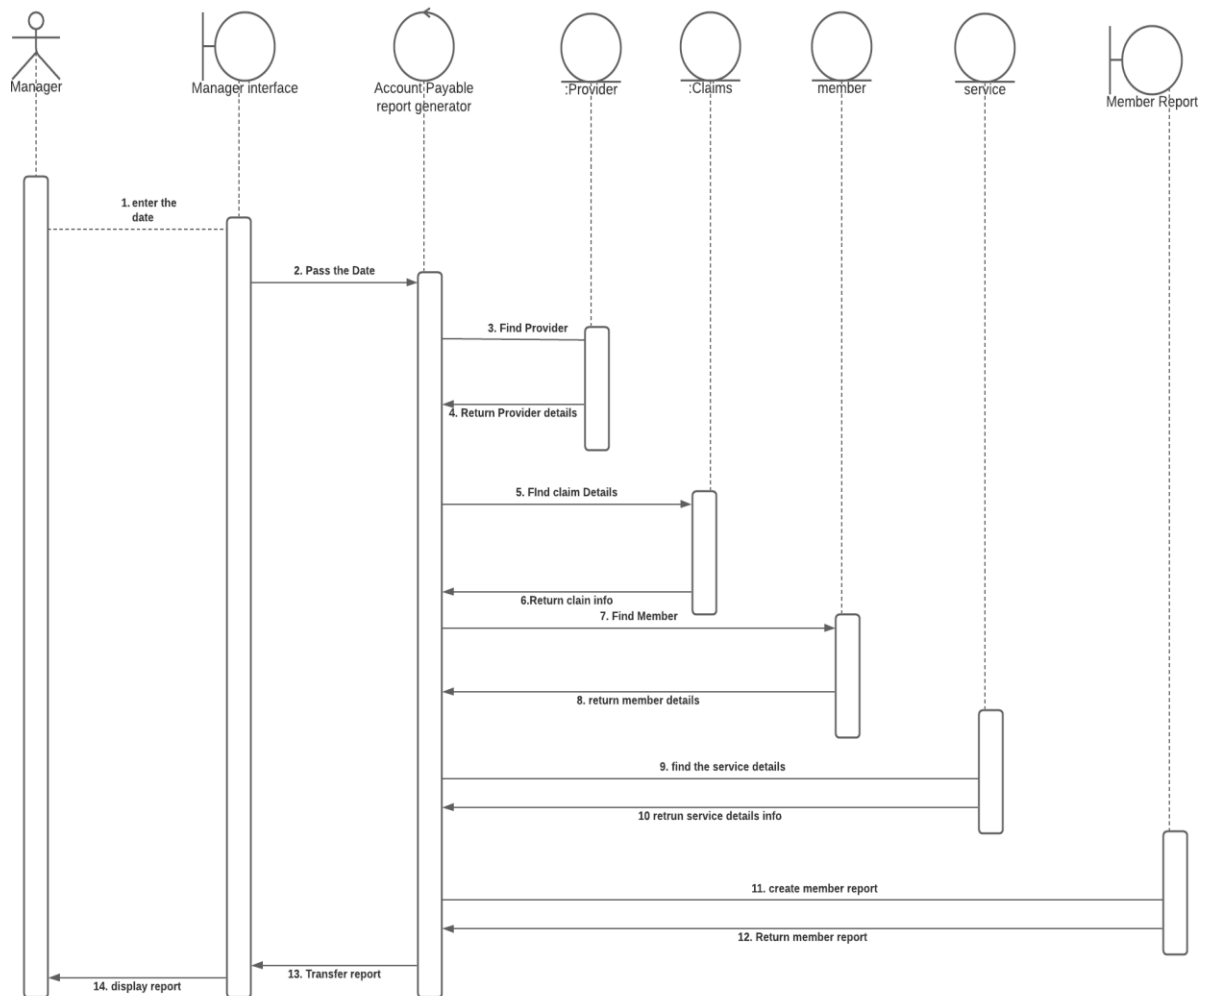 Manager
Manager interface
Account Payable
report generator
:Provider
:Claims
member
service
Member Report
1. enter the
date
2. Pass the Date
3. Find Provider
4. Return Provider details
5. FInd claim Details
6.Return clain info
7. Find Member
8. return member details
9. find the service details
10 retrun service details info
11. create member report
12. Return member report
13. Transfer report
14. display report